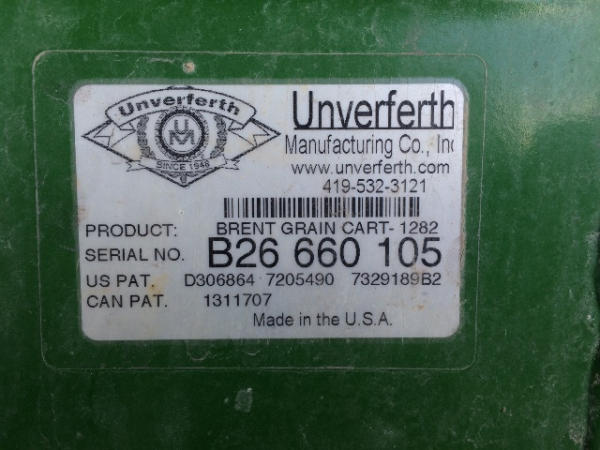 Unverferth
UM
SINCE 1948
Unverferth
Manufacturing Co., Inc
www.unverferth.com
419-532-3121
PRODUCT: BRENT GRAIN CART- 1282
SERIAL NO. B26 660 105
US PAT. D306864 7205490 7329189B2
CAN PAT. 1311707
Made in the U.S.A.